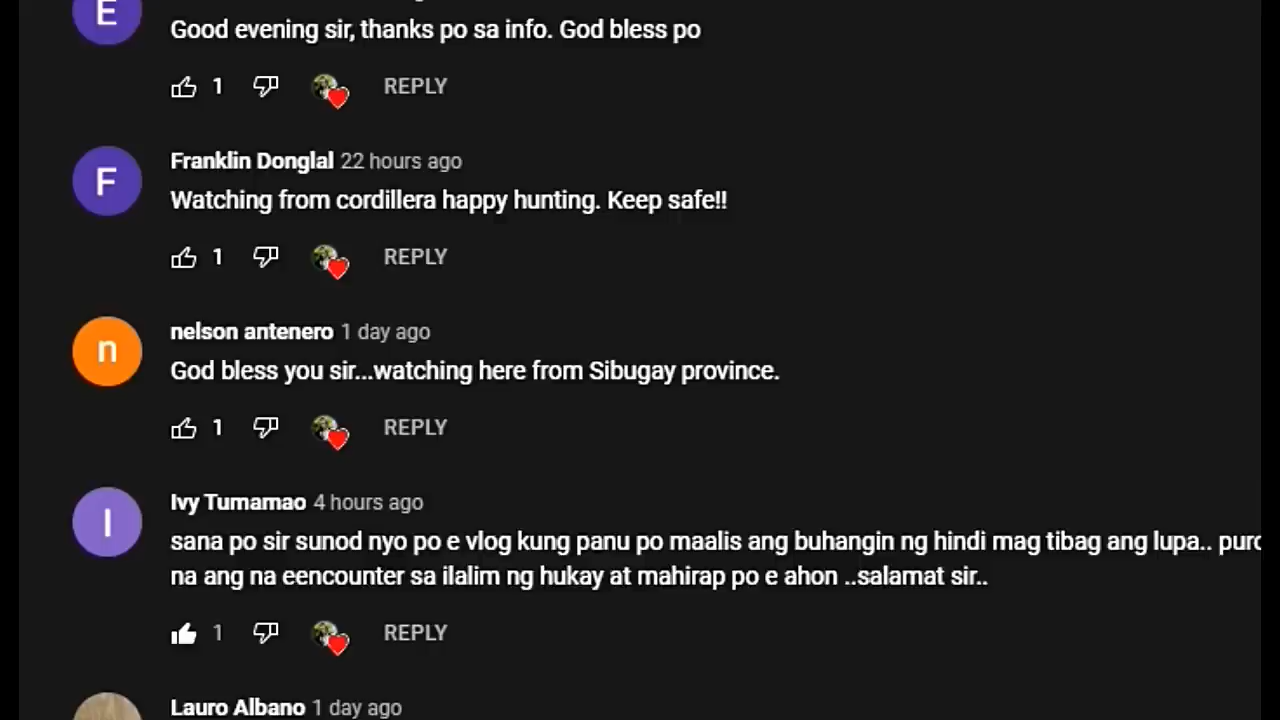 E
Good evening sir, thanks po sa info. God bless po
1 REPLY
F
Franklin Donglal 22 hours ago
Watching from cordillera happy hunting. Keep safe!!
1 REPLY
n
nelson antenero 1 day ago
God bless you sir...watching here from Sibugay province.
1 REPLY
I
Ivy Tumamao 4 hours ago
sana po sir sunod nyo po e vlog kung panu po maalis ang buhangin ng hindi mag tibag ang lupa..
na ang na eencounter sa ilalim ng hukay at mahirap po e ahon ..salamat sir..
1 REPLY
Lauro Albano 1 day ago